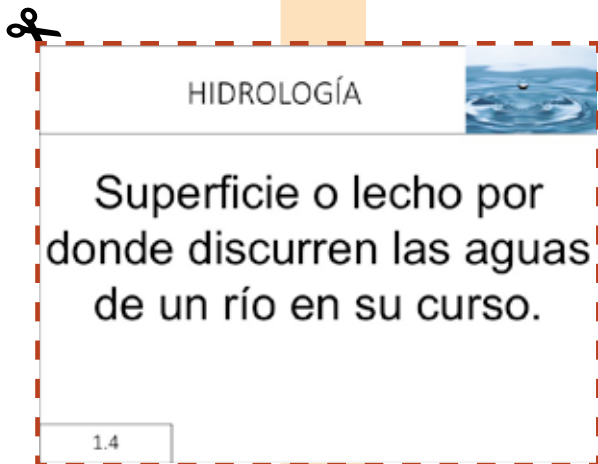 HIDROLOGÍA
Superficie o lecho por
donde discurren las aguas
de un río en su curso.
1.4